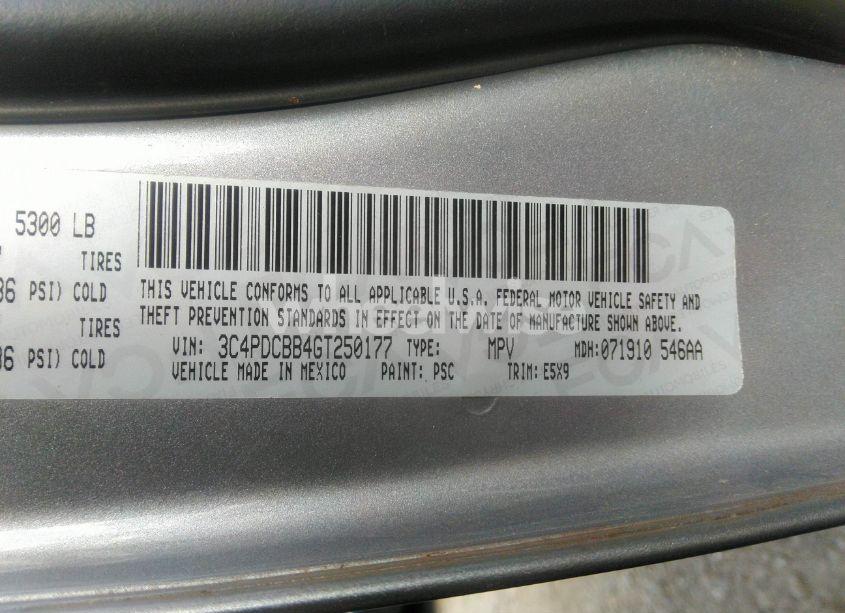 5300 LB
TIRES
36 PSI) COLD
TIRES
36 PSI) COLD
THIS VEHICLE CONFORMS TO ALL APPLICABLE U.S.A. FEDERAL MOTOR VEHICLE SAFETY AND
THEFT PREVENTION STANDARDS IN EFFECT ON THE DATE OF MANUFACTURE SHOWN ABOVE.
VIN: 3C4PDCBB4GT250177 TYPE: MPV MDH:071910 546AA
VEHICLE MADE IN MEXICO PAINT: PSC TRIM: E5X9